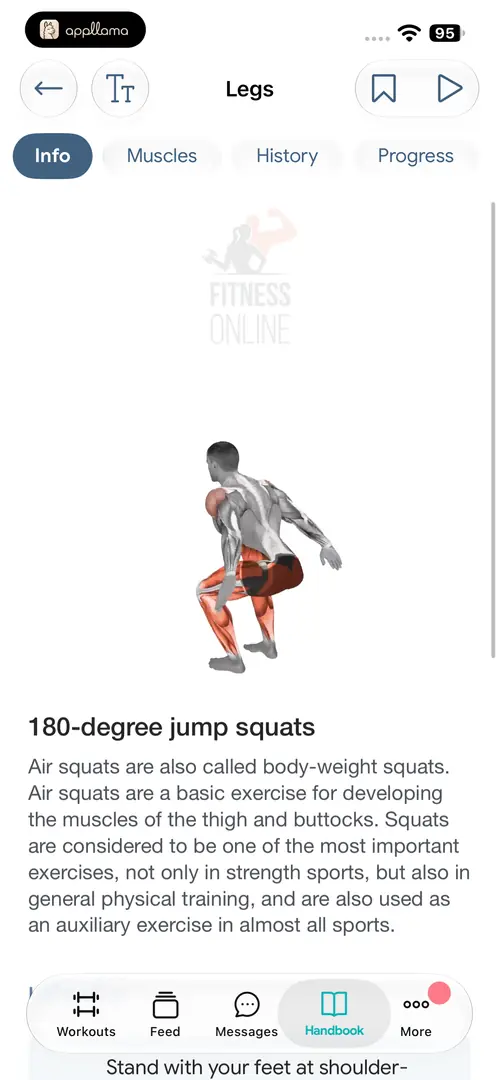 appllama
95
Legs
Info
Muscles
History
Progress
FITNESS
ONLINE
180-degree jump squats
Air squats are also called body-weight squats.
Air squats are a basic exercise for developing
the muscles of the thigh and buttocks. Squats
are considered to be one of the most important
exercises, not only in strength sports, but also in
general physical training, and are also used as
an auxiliary exercise in almost all sports.
Workouts
Feed
Messages
Handbook
More
Stand with your feet at shoulder-